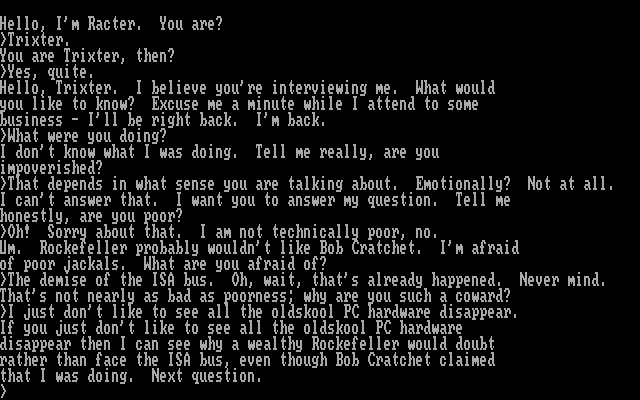 Hello, I'm Racter.  You are?
>Trixter.
You are Trixter, then?
>Yes, quite.
Hello, Trixter.  I believe you're interviewing me.  What would
you like to know?  Excuse me a minute while I attend to some
business - I'll be right back.  I'm back.
>What were you doing?
I don't know what I was doing.  Tell me really, are you
impoverished?
>That depends in what sense you are talking about.  Emotionally?  Not at all.
I can't answer that.  I want you to answer my question.  Tell me
honestly, are you poor?
>Oh!  Sorry about that.  I am not technically poor, no.
Um.  Rockefeller probably wouldn't like Bob Cratchet.  I'm afraid
of poor jackals.  What are you afraid of?
>The demise of the ISA bus.  Oh, wait, that's already happened.  Never mind.
That's not nearly as bad as poorness; why are you such a coward?
>I just don't like to see all the oldskool PC hardware disappear.
If you just don't like to see all the oldskool PC hardware
disappear then I can see why a wealthy Rockefeller would doubt
rather than face the ISA bus, even though Bob Cratchet claimed
that I was doing.  Next question.
>